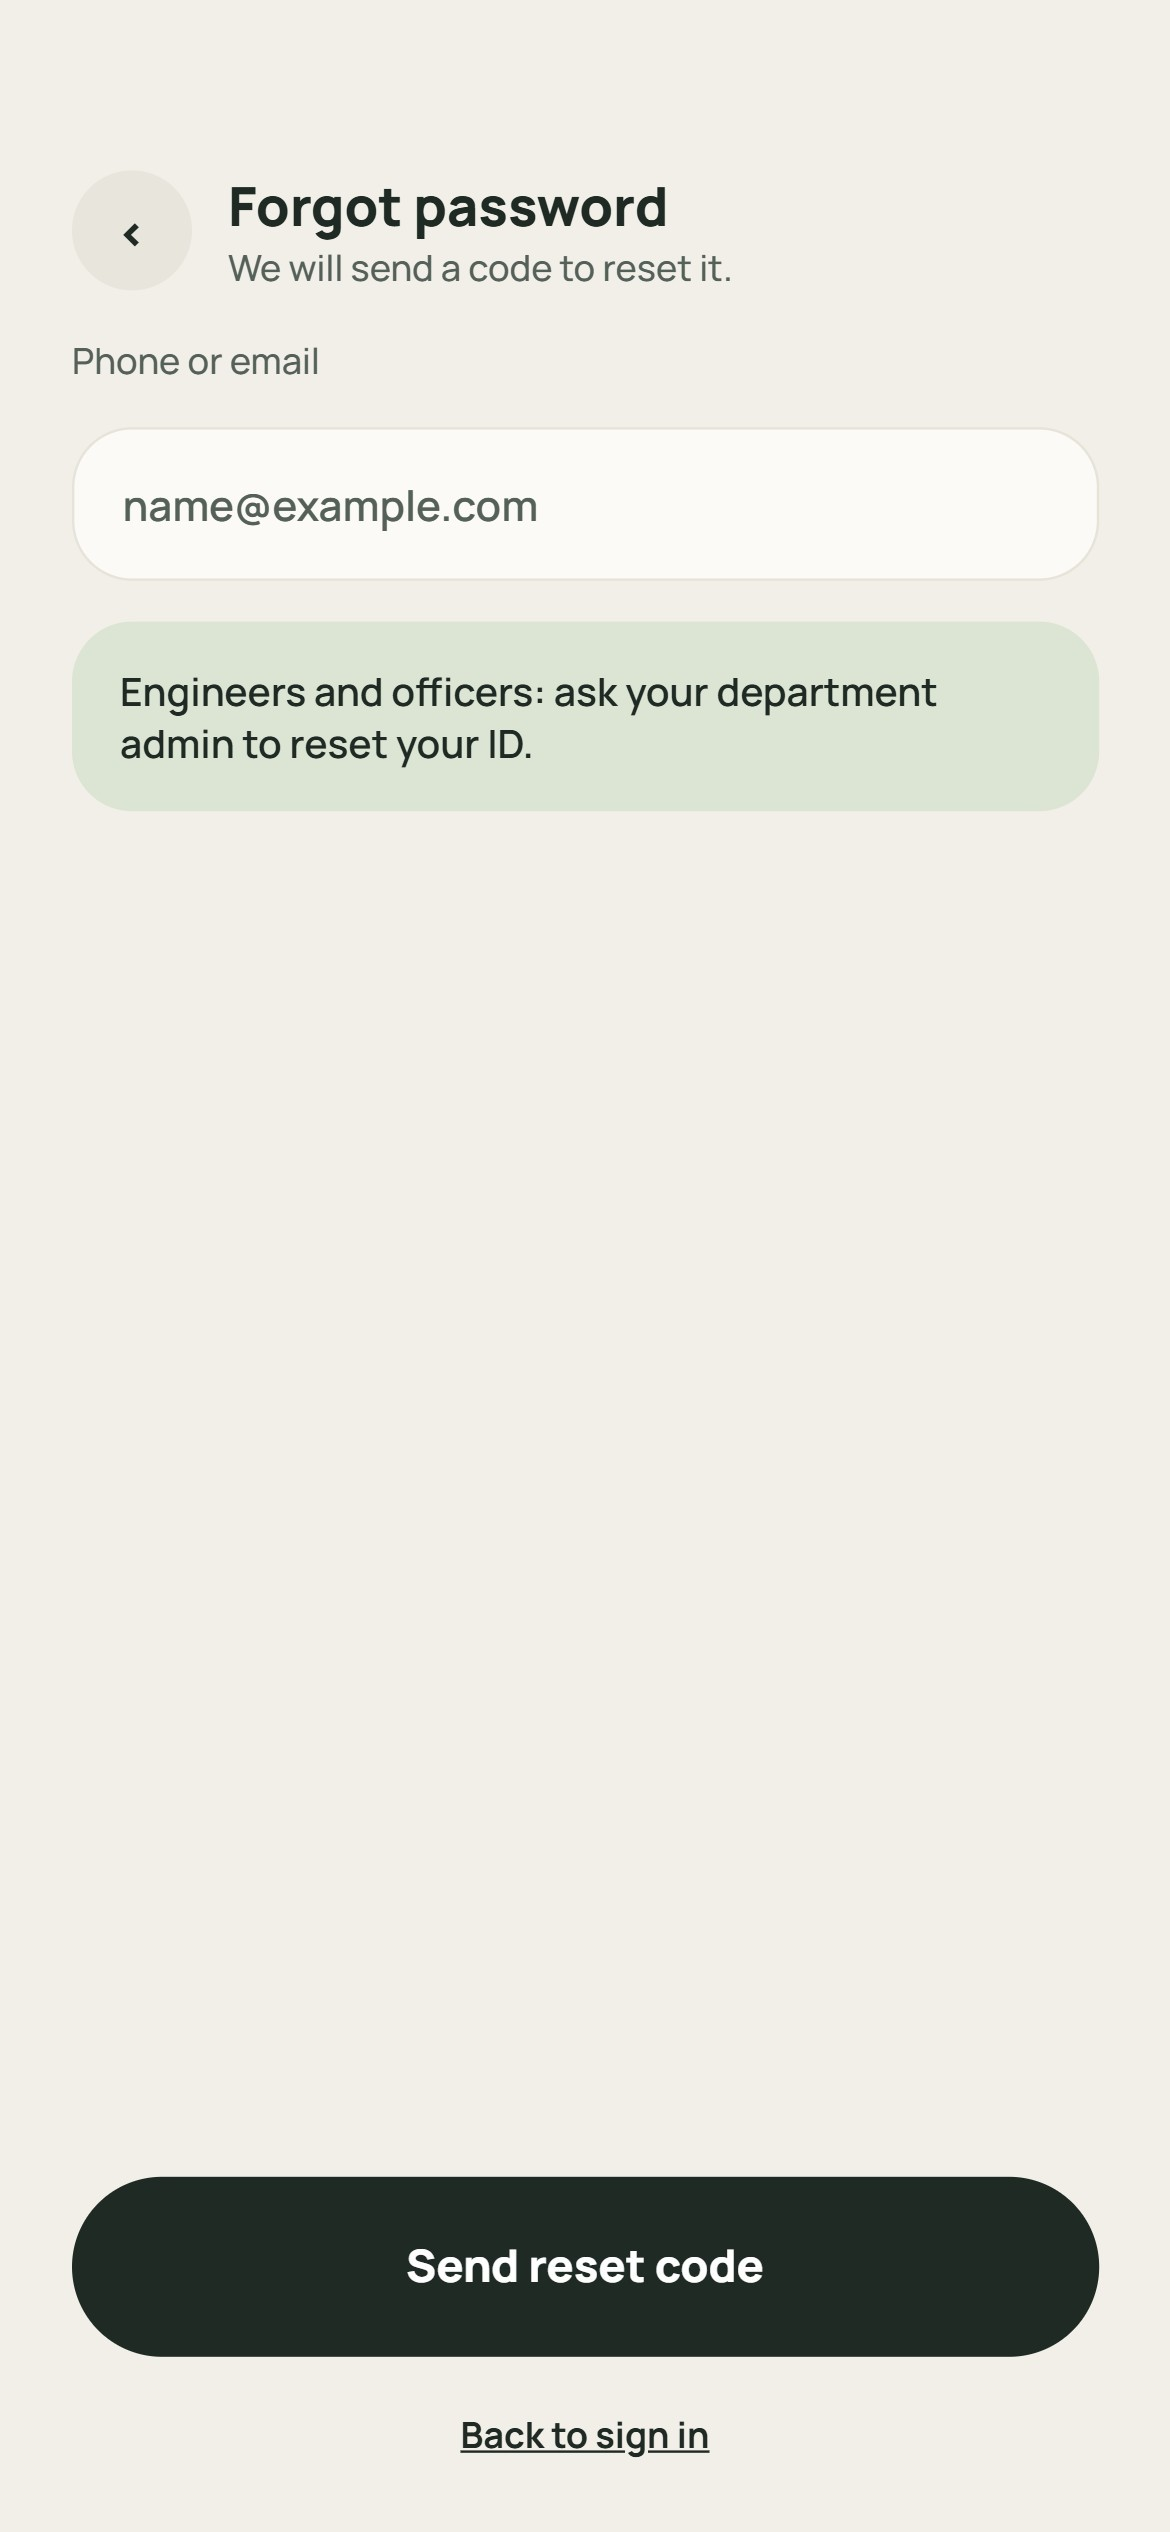 Forgot password
We will send a code to reset it.
Phone or email
name@example.com
Engineers and officers: ask your department
admin to reset your ID.
Send reset code
Back to sign in